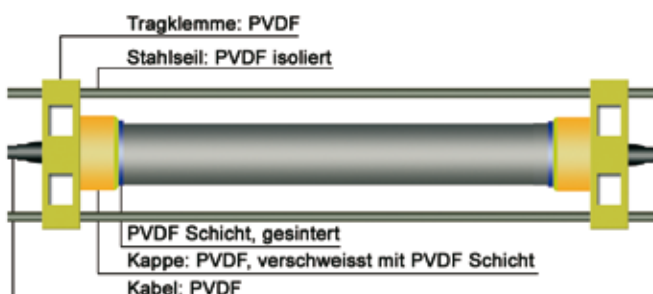 Tragklemme: PVDF
Stahlseil: PVDF isoliert
PVDF Schicht, gesintert
Kappe: PVDF, verschweisst mit PVDF Schicht
Kabel: PVDF